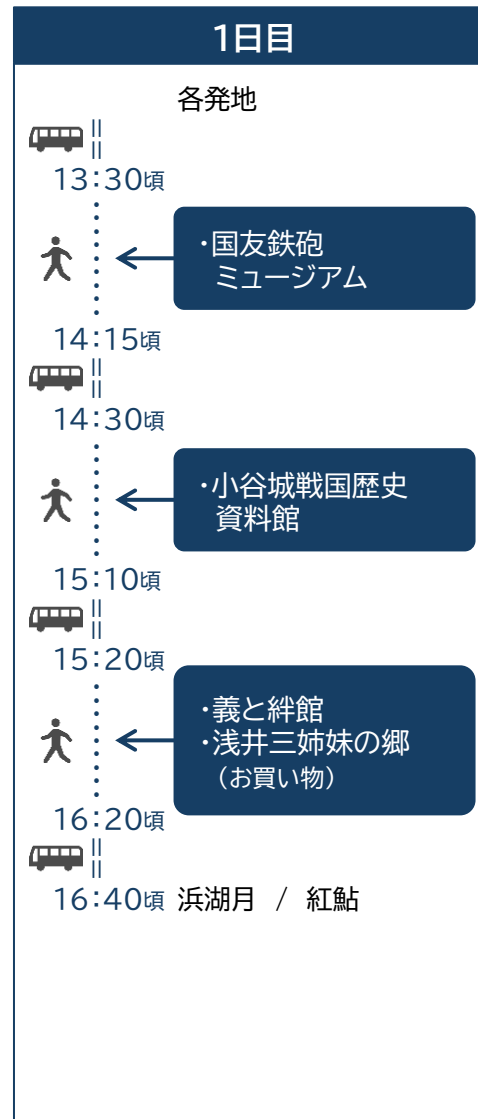 1日目
各発地
13:30頃
・国友鉄砲
ミュージアム
14:15頃
14:30頃
・小谷城戦国歴史
資料館
15:10頃
15:20頃
・義と絆館
・浅井三姉妹の郷
（お買い物）
16:20頃
16:40頃 浜湖月 / 紅鮎